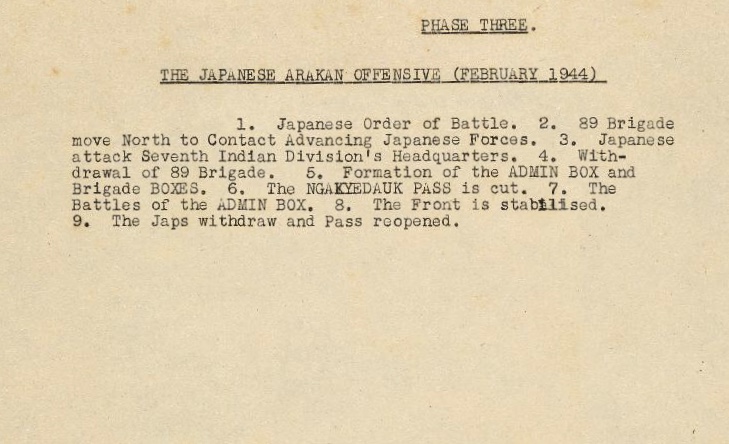 PHASE THREE.
THE JAPANESE ARAKAN OFFENSIVE (FEBRUARY 1944)
1. Japanese Order of Battle. 2. 89 Brigade
move North to Contact Advancing Japanese Forces. 3. Japanese
attack Seventh Indian Division's Headquarters. 4. With-
drawal of 89 Brigade. 5. Formation of the ADMIN BOX and
Brigade BOXES. 6. The NGAKYEDAUK PASS is cut. 7. The
Battles of the ADMIN BOX. 8. The Front is stabilised.
9. The Japs withdraw and Pass reopened.